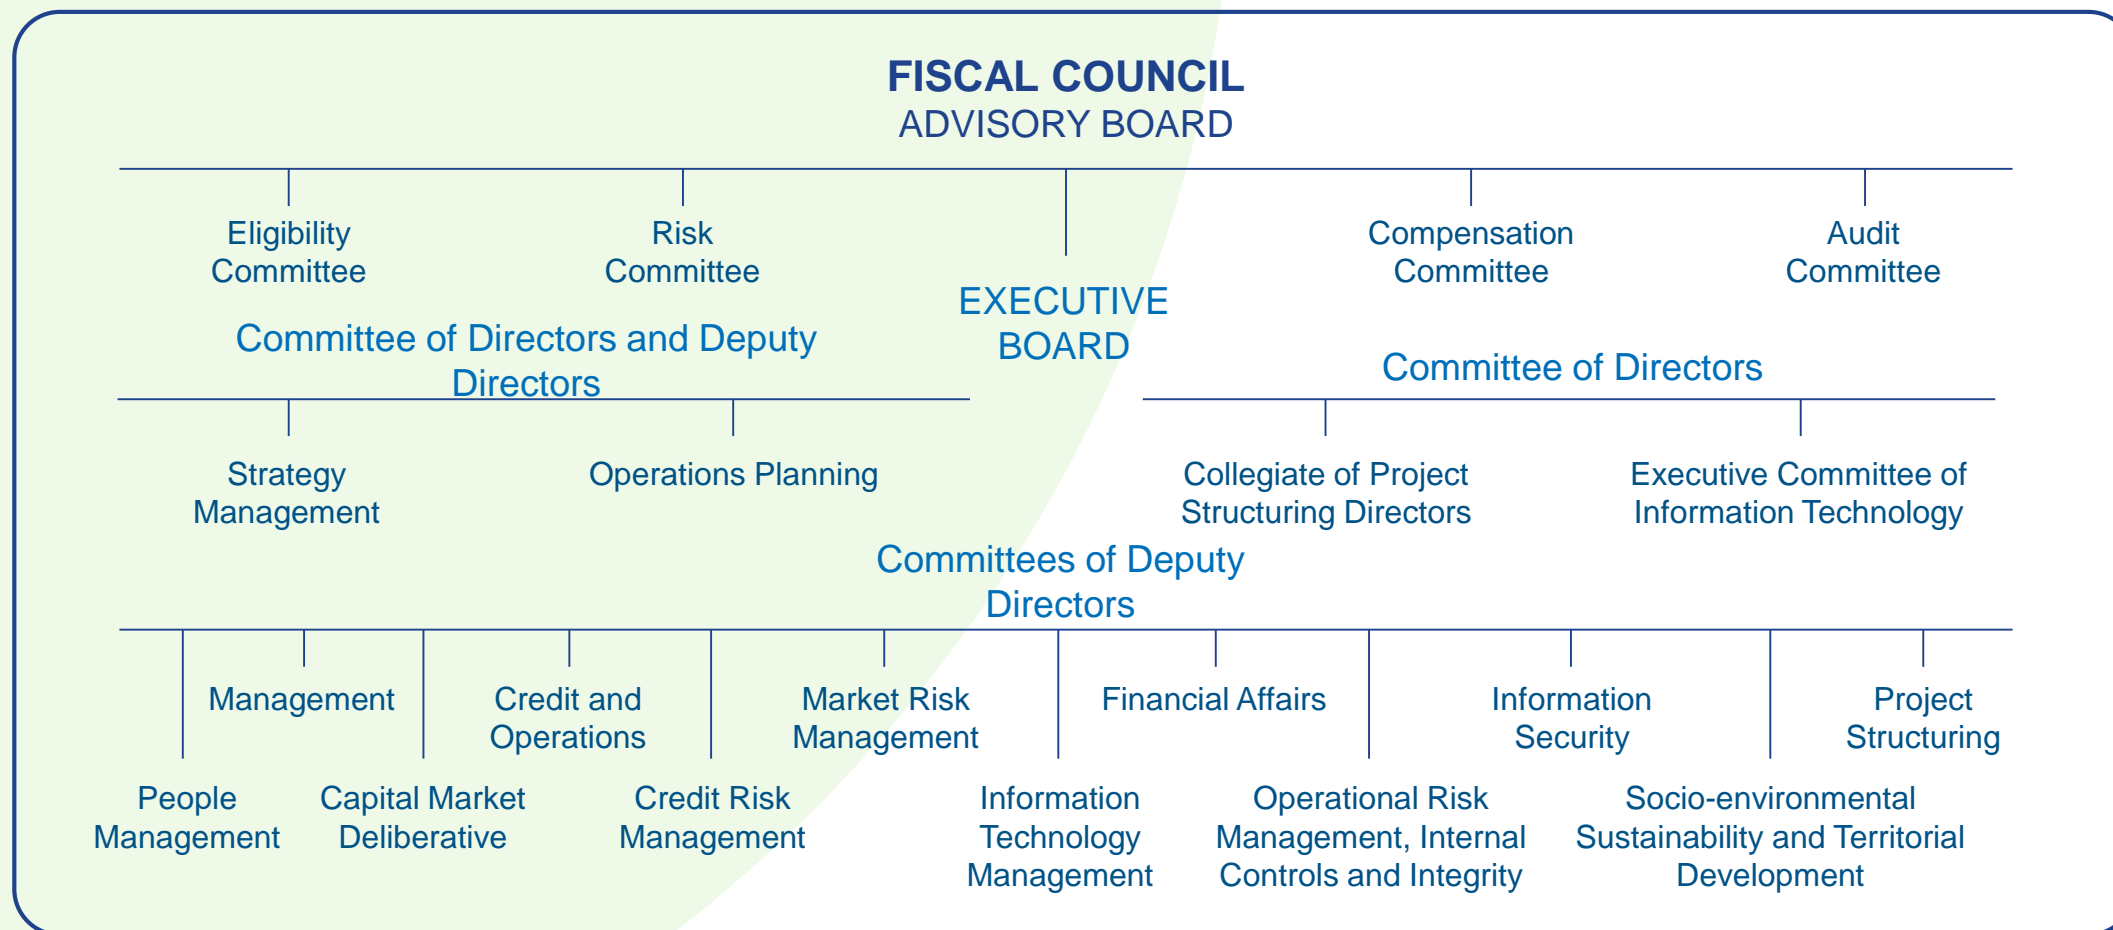 FISCAL COUNCIL
ADVISORY BOARD
Eligibility
Committee
Risk
Committee
EXECUTIVE
BOARD
Compensation
Committee
Audit
Committee
Committee of Directors and Deputy
Directors
Committee of Directors
Strategy
Management
Operations Planning
Collegiate of Project
Structuring Directors
Executive Committee of
Information Technology
Committees of Deputy
Directors
People
Management
Management
Capital Market
Deliberative
Credit and
Operations
Credit Risk
Management
Market Risk
Management
Information
Technology
Management
Financial Affairs
Operational Risk
Management, Internal
Controls and Integrity
Information
Security
Socio-environmental
Sustainability and Territorial
Development
Project
Structuring